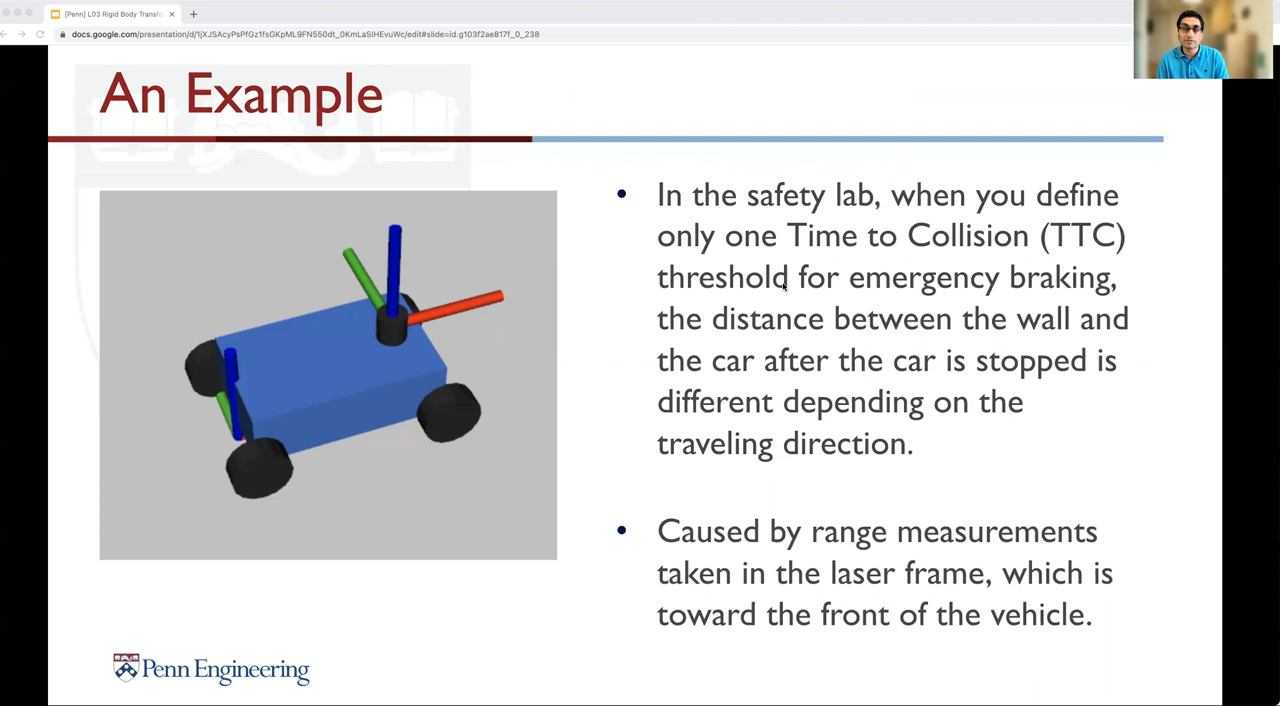 [Penn] L03 Rigid Body Transfo
docs.google.com/presentation/d/1jXJSAcyPsPfGz1fsGKpML9FN550dt_0KmLaSIHEvuWc/edit#slide=id.g103f2ae817f_0_238
An Example
• In the safety lab, when you define
only one Time to Collision (TTC)
threshold for emergency braking,
the distance between the wall and
the car after the car is stopped is
different depending on the
traveling direction.
• Caused by range measurements
taken in the laser frame, which is
toward the front of the vehicle.
Penn Engineering